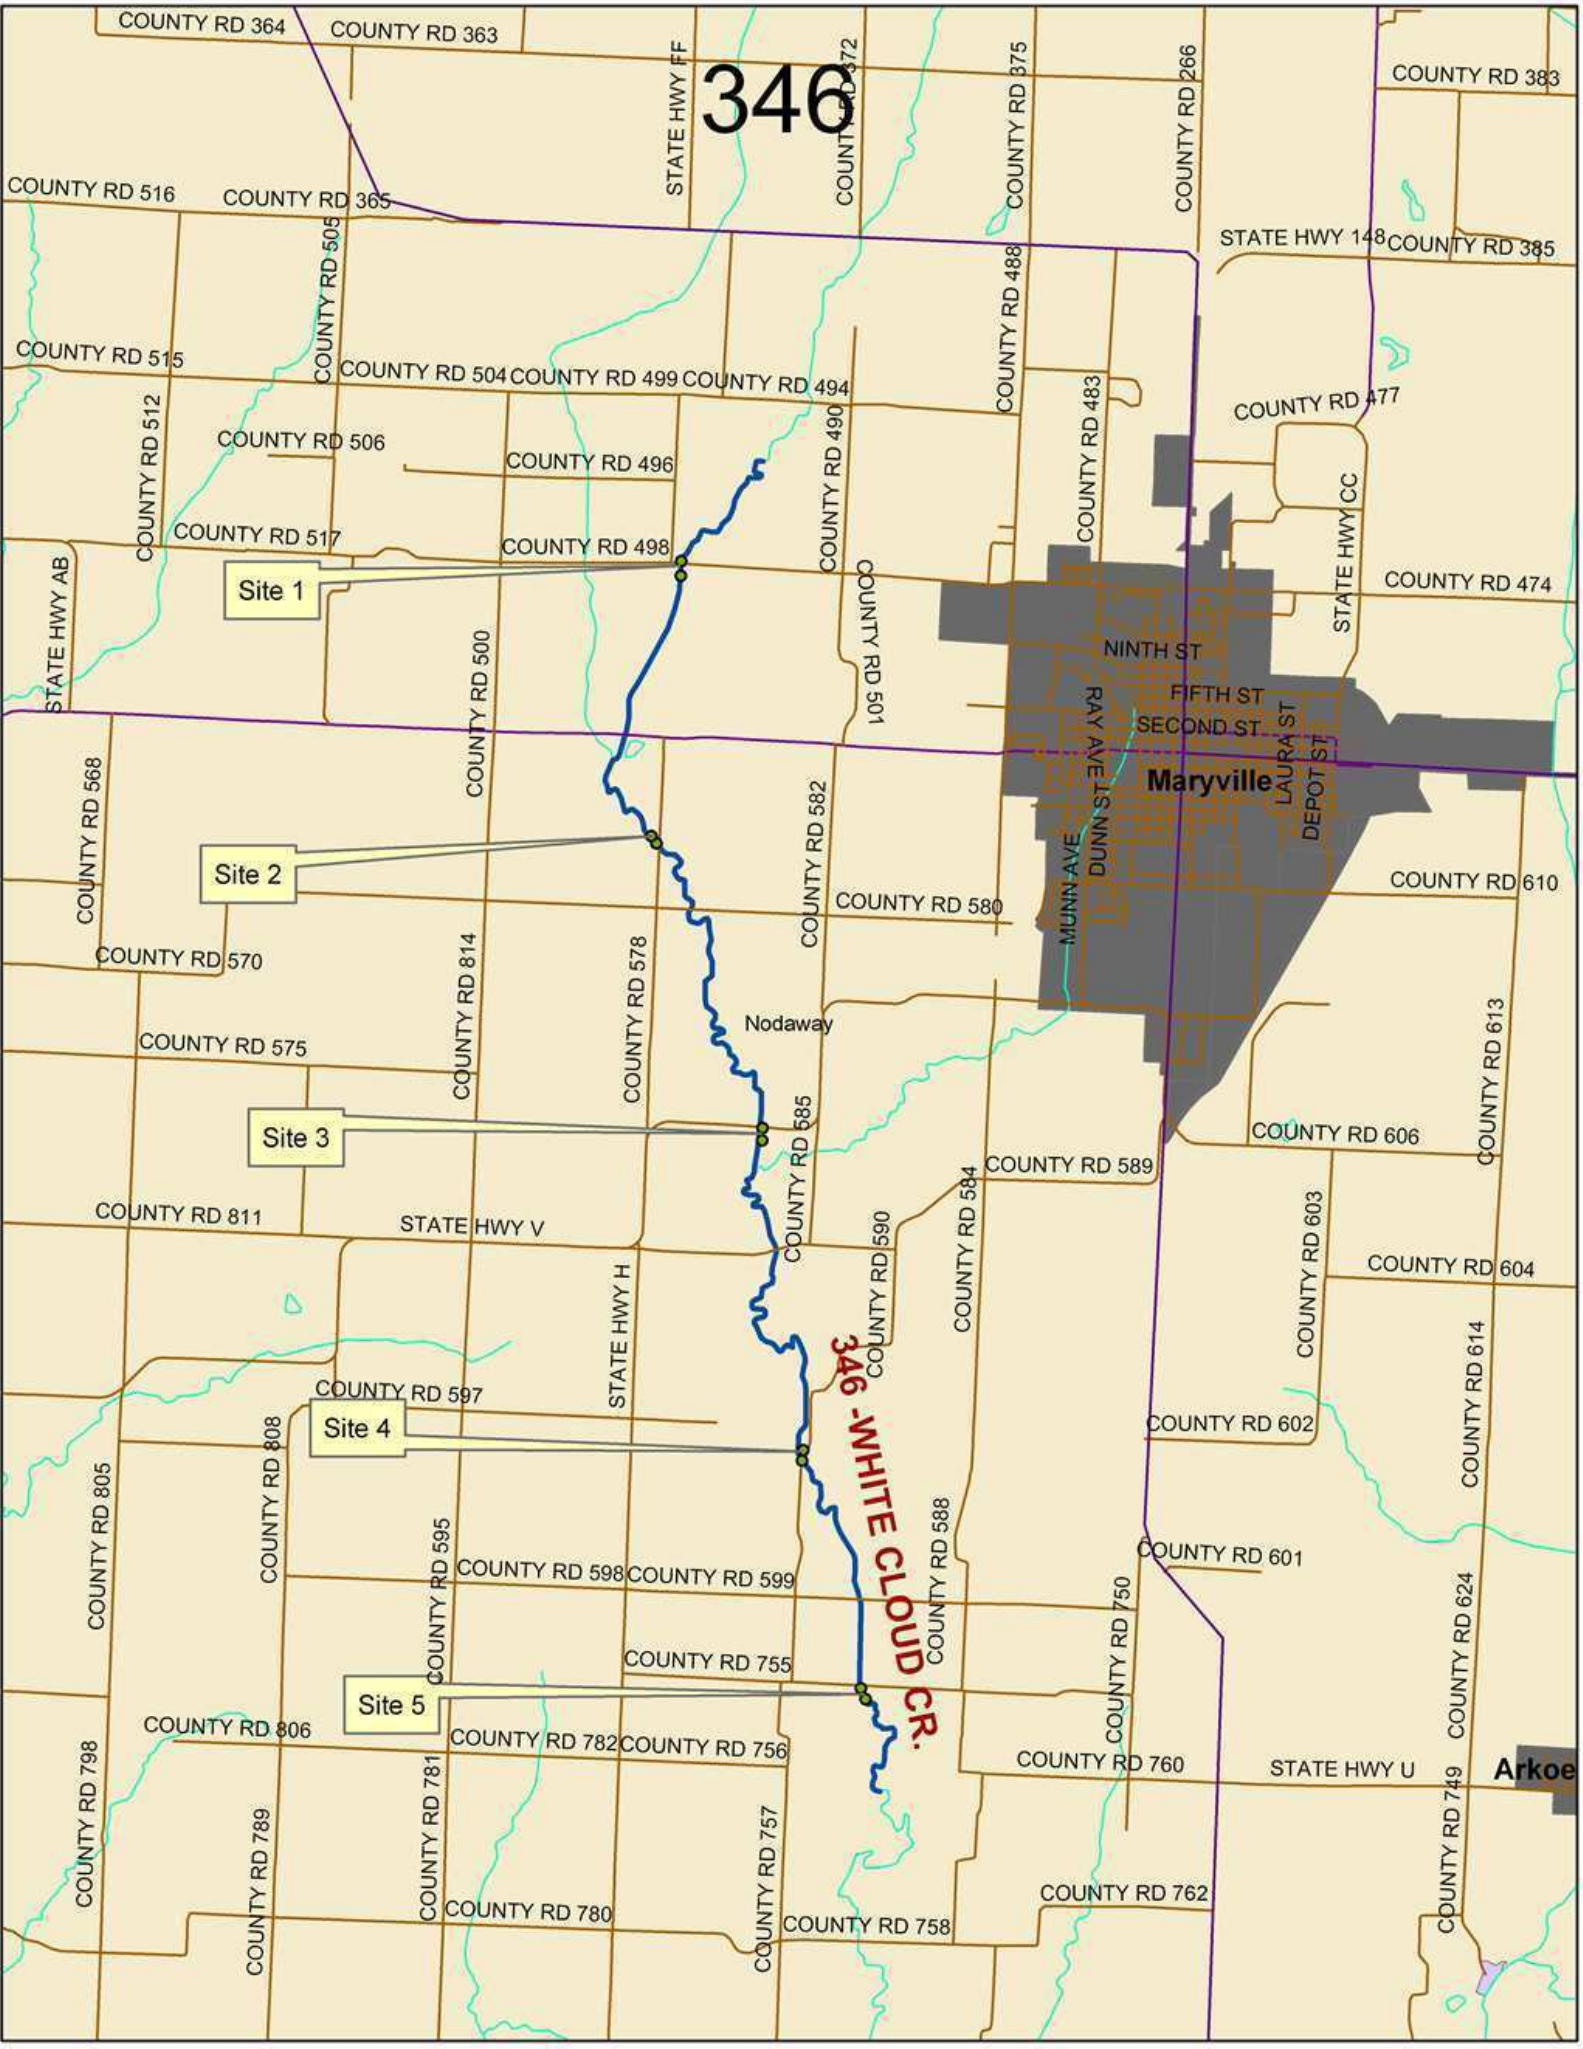 COUNTY RD 364
COUNTY RD 363
346
STATE HWY FF
COUNTY RD 372
COUNTY RD 375
COUNTY RD 266
COUNTY RD 383
COUNTY RD 516
COUNTY RD 365
STATE HWY 148
COUNTY RD 385
COUNTY RD 505
COUNTY RD 488
COUNTY RD 515
COUNTY RD 504
COUNTY RD 499
COUNTY RD 494
COUNTY RD 483
COUNTY RD 477
COUNTY RD 512
COUNTY RD 506
COUNTY RD 496
COUNTY RD 490
STATE HWY CC
COUNTY RD 517
COUNTY RD 498
COUNTY RD 474
Site 1
STATE HWY AB
COUNTY RD 501
COUNTY RD 500
NINTH ST
FIFTH ST
SECOND ST
RAY AVE
LAURA ST
DEPOT ST
Maryville
COUNTY RD 568
COUNTY RD 582
DUNN ST
MUNN AVE
Site 2
COUNTY RD 580
COUNTY RD 610
COUNTY RD 570
COUNTY RD 814
COUNTY RD 578
Nodaway
COUNTY RD 613
COUNTY RD 575
Site 3
COUNTY RD 585
COUNTY RD 606
COUNTY RD 589
COUNTY RD 584
COUNTY RD 811
STATE HWY V
COUNTY RD 590
COUNTY RD 603
COUNTY RD 604
STATE HWY H
COUNTY RD 614
346 -WHITE CLOUD CR.
COUNTY RD 597
Site 4
COUNTY RD 602
COUNTY RD 808
COUNTY RD 805
COUNTY RD 595
COUNTY RD 588
COUNTY RD 601
COUNTY RD 598
COUNTY RD 599
COUNTY RD 750
COUNTY RD 624
COUNTY RD 755
Site 5
COUNTY RD 806
COUNTY RD 782
COUNTY RD 756
COUNTY RD 760
STATE HWY U
Arkoe
COUNTY RD 798
COUNTY RD 781
COUNTY RD 789
COUNTY RD 757
COUNTY RD 749
COUNTY RD 762
COUNTY RD 780
COUNTY RD 758